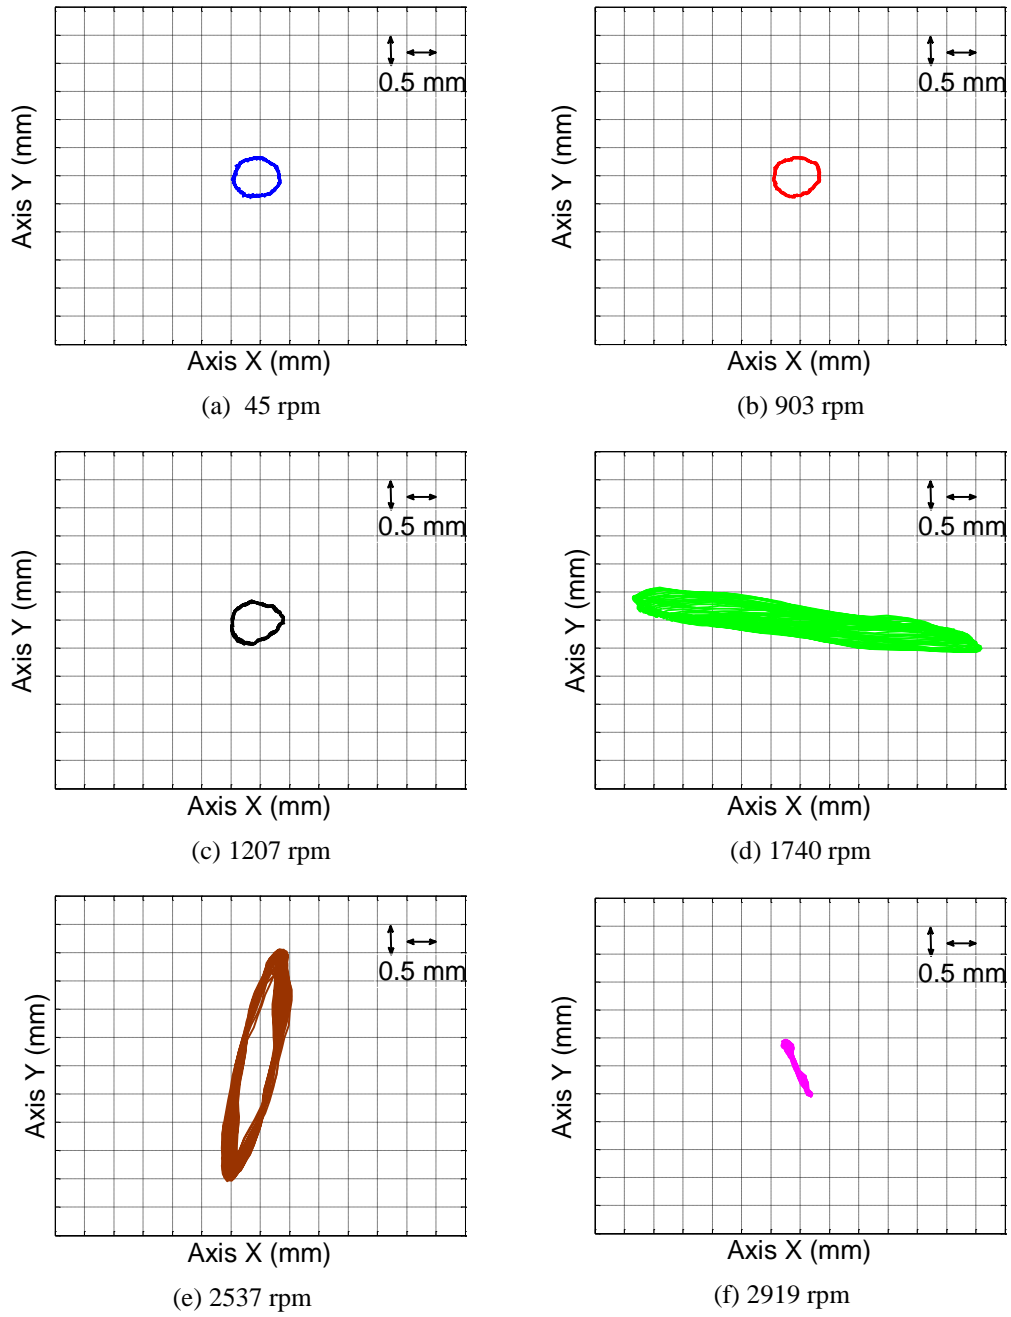 0.5 mm
Axis Y (mm)
Axis X (mm)
(a) 45 rpm
0.5 mm
Axis Y (mm)
Axis X (mm)
(b) 903 rpm
0.5 mm
Axis Y (mm)
Axis X (mm)
(c) 1207 rpm
0.5 mm
Axis Y (mm)
Axis X (mm)
(d) 1740 rpm
0.5 mm
Axis Y (mm)
Axis X (mm)
(e) 2537 rpm
0.5 mm
Axis Y (mm)
Axis X (mm)
(f) 2919 rpm